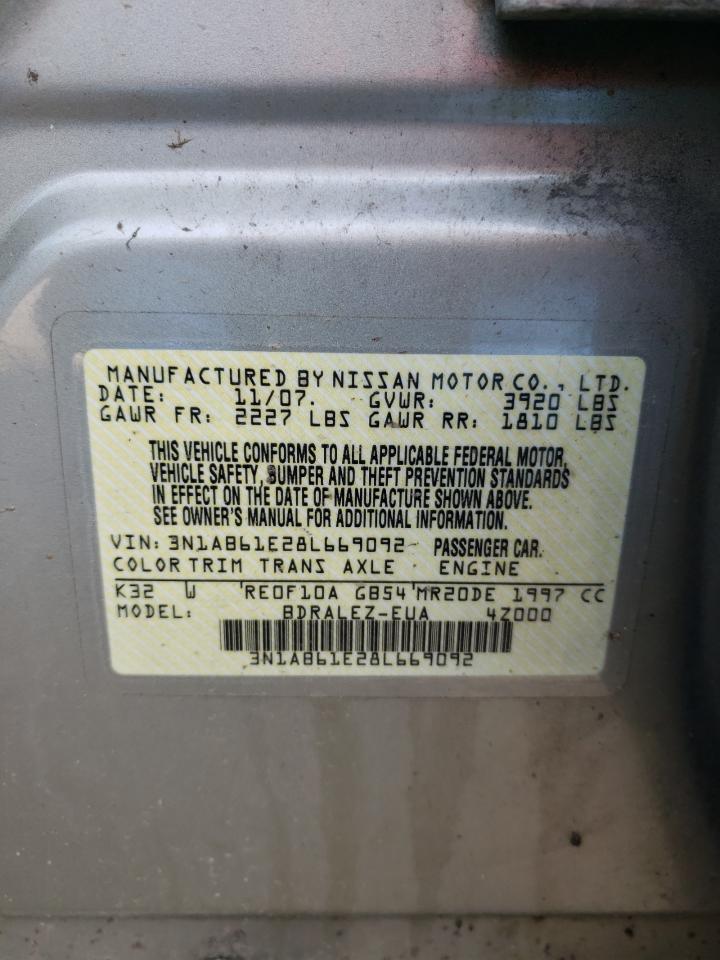 MANUFACTURED BY NISSAN MOTOR CO., LTD.
DATE: 11/07. GVWR: 3920 LBS
GAWR FR: 2227 LBS GAWR RR: 1810 LBS
THIS VEHICLE CONFORMS TO ALL APPLICABLE FEDERAL MOTOR
VEHICLE SAFETY, BUMPER AND THEFT PREVENTION STANDARDS
IN EFFECT ON THE DATE OF MANUFACTURE SHOWN ABOVE.
SEE OWNER'S MANUAL FOR ADDITIONAL INFORMATION.
VIN: 3N1AB61E28L669092 PASSENGER CAR.
COLOR TRIM TRANS AXLE ENGINE
K32 W RE0F10A GB54 MR20DE 1997 CC
MODEL: BDRALEZ-EUA 4Z000
3N1AB61E28L669092